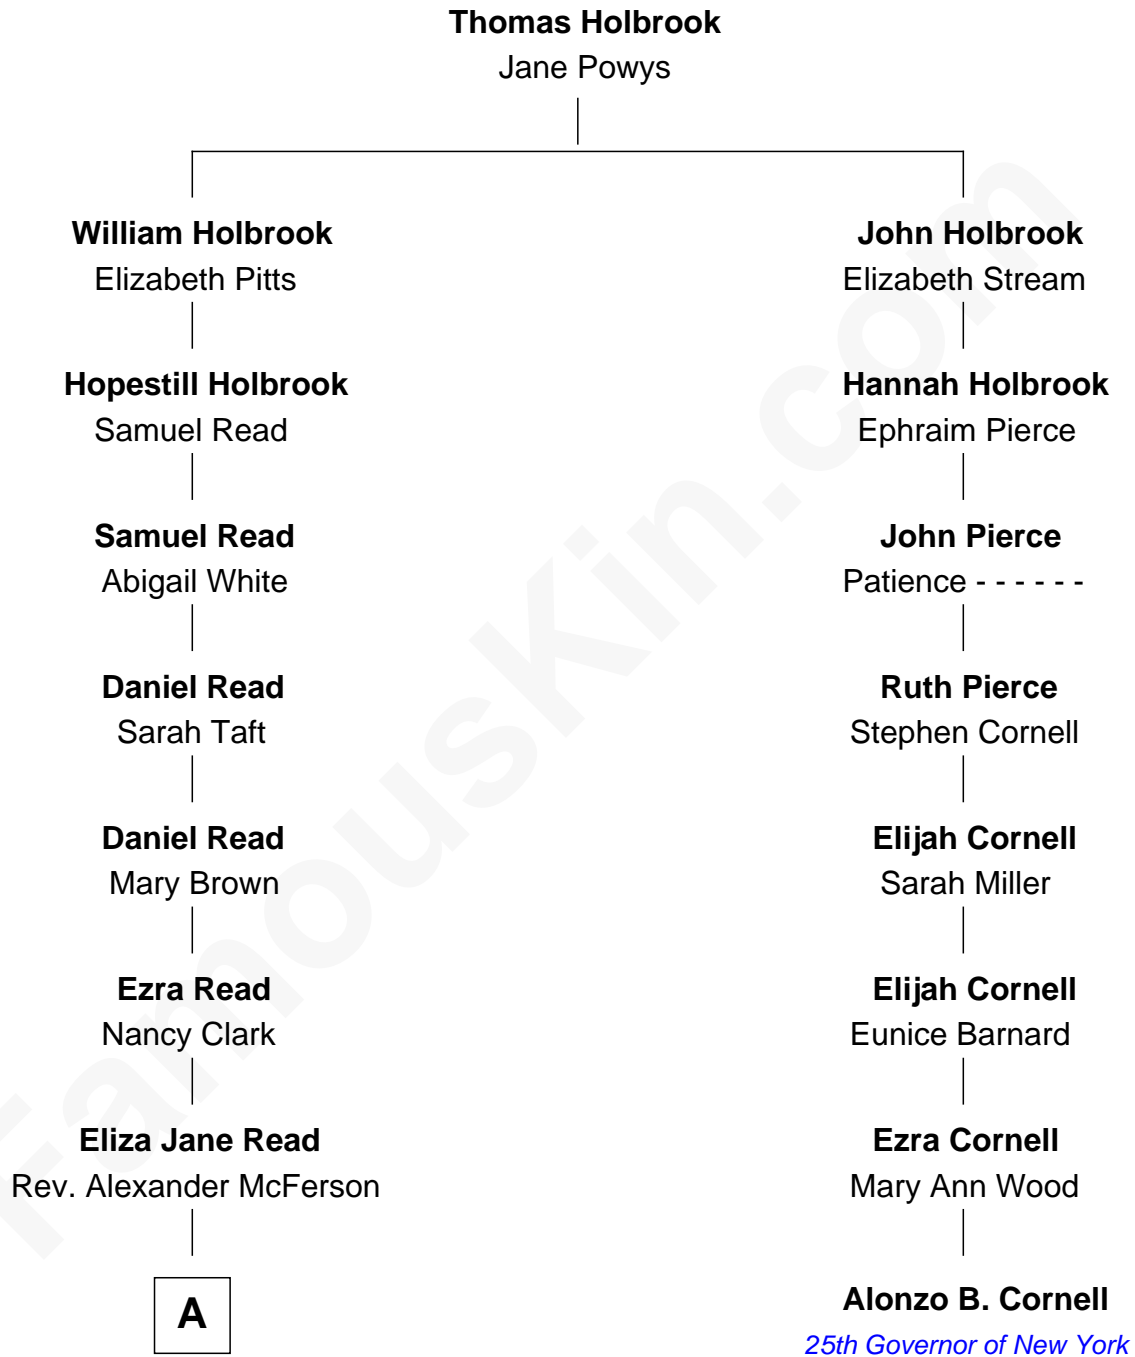 Thomas Holbrook
Jane Powys
William Holbrook
Elizabeth Pitts
Hopestill Holbrook
Samuel Read
Samuel Read
Abigail White
Daniel Read
Sarah Taft
Daniel Read
Mary Brown
Ezra Read
Nancy Clark
Eliza Jane Read
Rev. Alexander McFerson
A
John Holbrook
Elizabeth Stream
Hannah Holbrook
Ephraim Pierce
John Pierce
Patience - - - - - -
Ruth Pierce
Stephen Cornell
Elijah Cornell
Sarah Miller
Elijah Cornell
Eunice Barnard
Ezra Cornell
Mary Ann Wood
Alonzo B. Cornell
25th Governor of New York
FamousKin.com